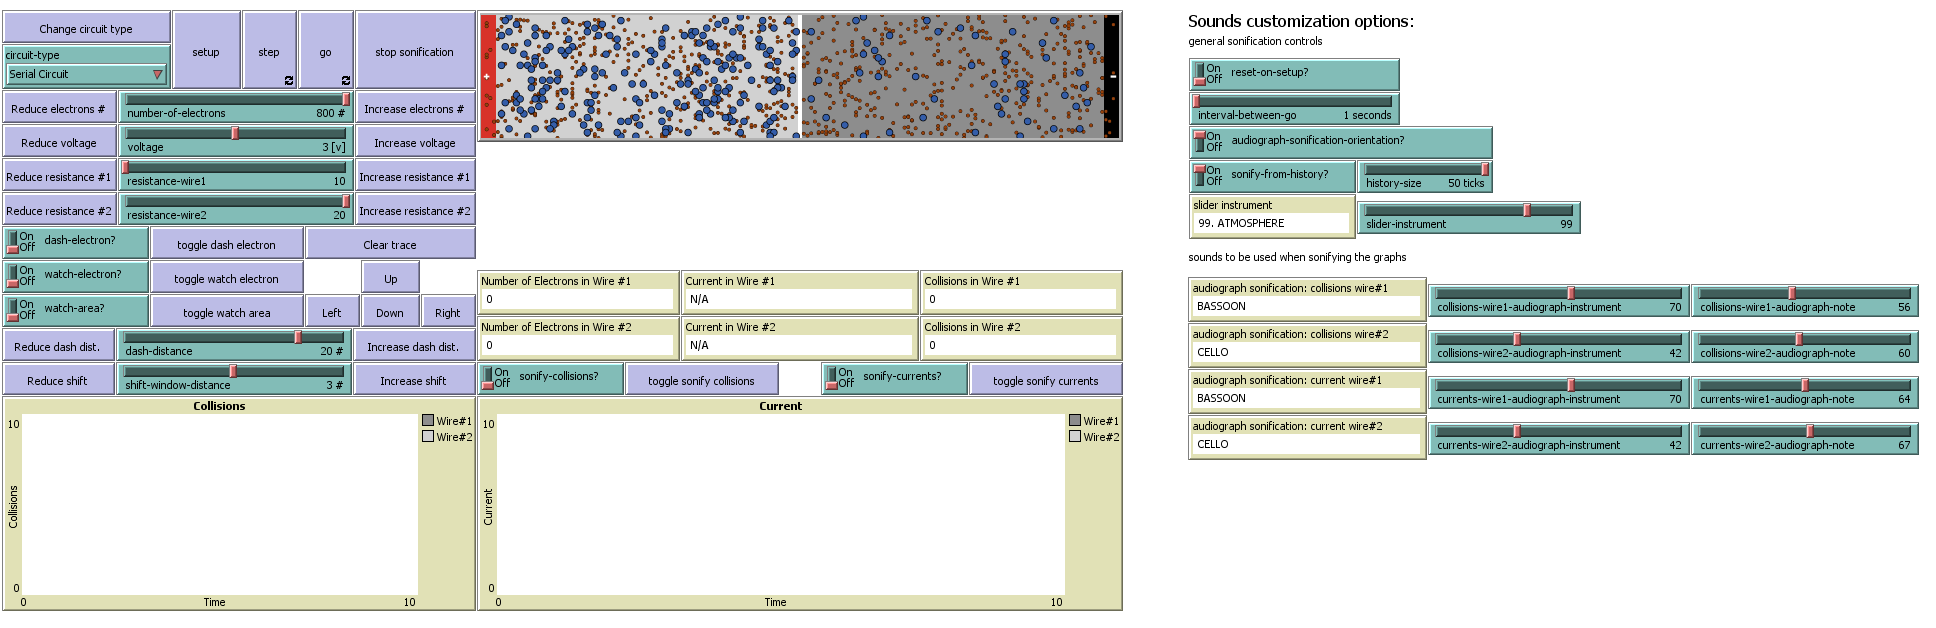 Change circuit type
circuit-type
Serial Circuit
setup
step
go
stop sonification
Reduce electrons #
number-of-electrons 800 #
Increase electrons #
Reduce voltage
voltage 3 [v]
Increase voltage
Reduce resistance #1
resistance-wire1 10
Increase resistance #1
Reduce resistance #2
resistance-wire2 20
Increase resistance #2
On
Off
dash-electron?
toggle dash electron
Clear trace
On
Off
watch-electron?
toggle watch electron
Up
On
Off
watch-area?
toggle watch area
Left
Down
Right
Reduce dash dist.
dash-distance 20 #
Increase dash dist.
Reduce shift
shift-window-distance 3 #
Increase shift
Number of Electrons in Wire #1
0
Current in Wire #1
N/A
Collisions in Wire #1
0
Number of Electrons in Wire #2
0
Current in Wire #2
N/A
Collisions in Wire #2
0
On
Off
sonify-collisions?
toggle sonify collisions
On
Off
sonify-currents?
toggle sonify currents
Collisions
10
Collisions
0
0
Time
10
Wire#1
Wire#2
Current
10
Current
0
0
Time
10
Wire#1
Wire#2
Sounds customization options:
general sonification controls
On
Off
reset-on-setup?
interval-between-go 1 seconds
On
Off
audiograph-sonification-orientation?
On
Off
sonify-from-history?
history-size 50 ticks
slider instrument
99. ATMOSPHERE
slider-instrument 99
sounds to be used when sonifying the graphs
audiograph sonification: collisions wire#1
BASSOON
collisions-wire1-audiograph-instrument 70
collisions-wire1-audiograph-note 56
audiograph sonification: collisions wire#2
CELLO
collisions-wire2-audiograph-instrument 42
collisions-wire2-audiograph-note 60
audiograph sonification: current wire#1
BASSOON
currents-wire1-audiograph-instrument 70
currents-wire1-audiograph-note 64
audiograph sonification: current wire#2
CELLO
currents-wire2-audiograph-instrument 42
currents-wire2-audiograph-note 67